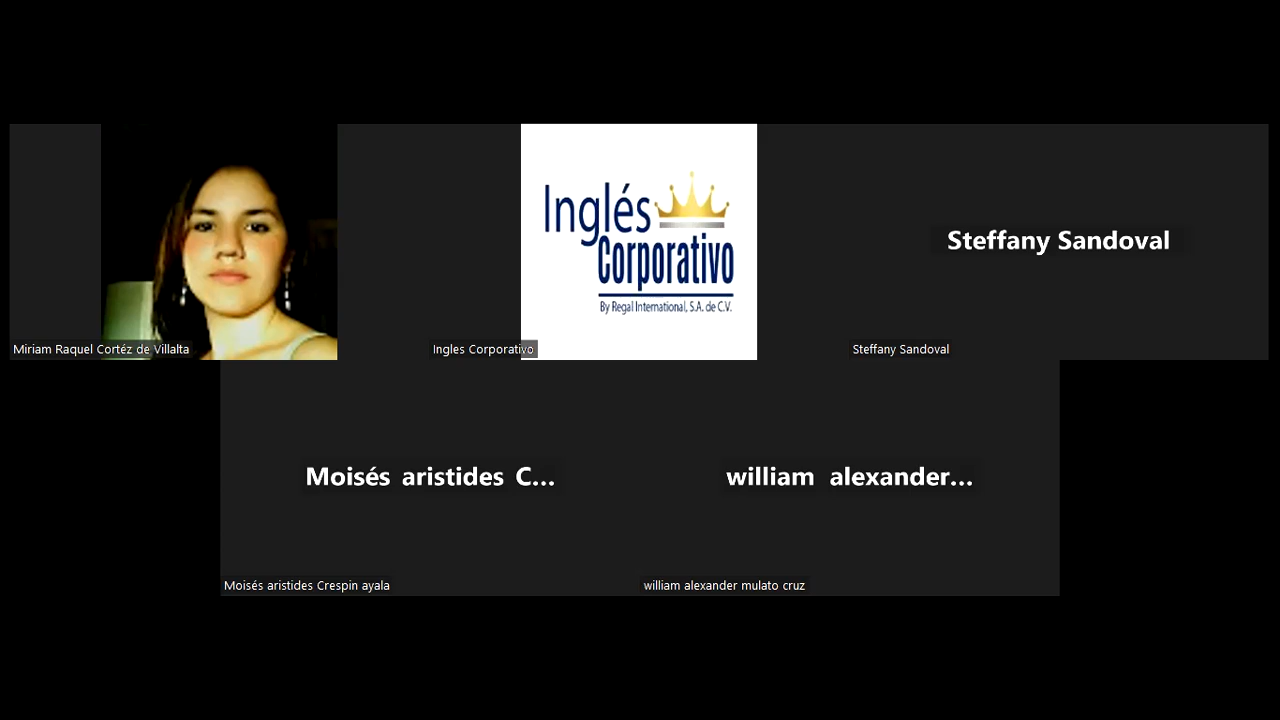 Inglés
Corporativo
By Regal International, S.A. de C.V.
Steffany Sandoval
Miriam Raquel Cortéz de Villalta
Ingles Corporativo
Steffany Sandoval
Moisés aristides C...
william alexander...
Moisés aristides Crespin ayala
william alexander mulato cruz